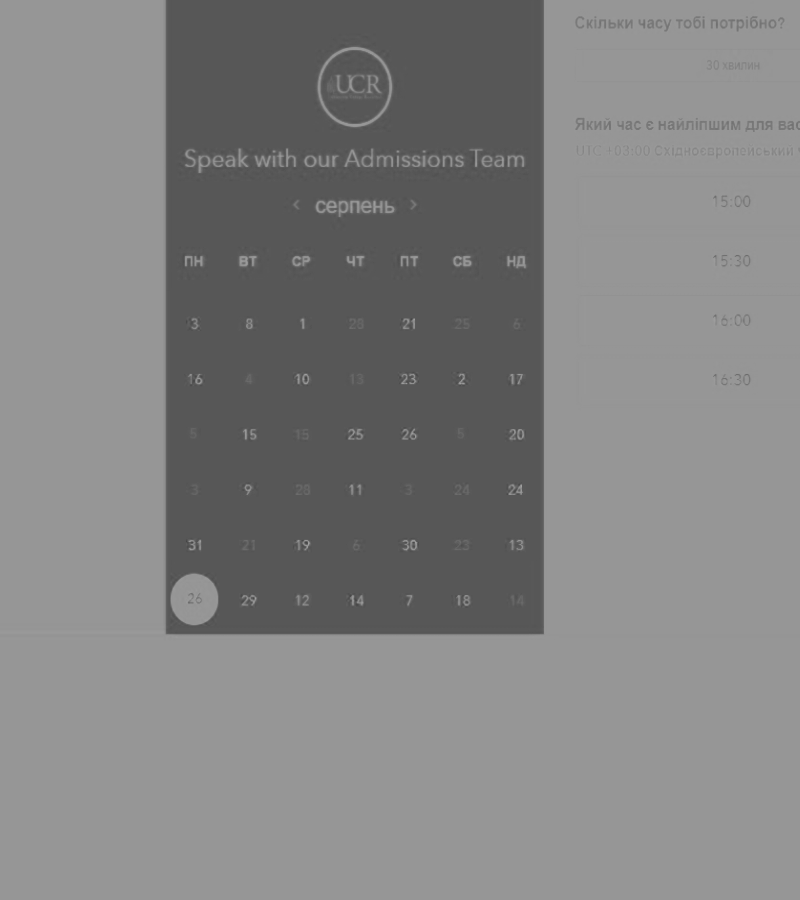 UCR
Speak with our Admissions Team
‹ серпень ›
ПН ВТ СР ЧТ ПТ СБ НД
3 8 1 28 21 25 6
16 4 10 13 23 2 17
5 15 15 25 26 5 20
3 9 28 11 3 24 24
31 21 19 6 30 23 13
26 29 12 14 7 18 14
Скільки часу тобі потрібно?
30 хвилин
Який час є найліпшим для вас
UTC +03:00 Східноєвропейський
15:00
15:30
16:00
16:30